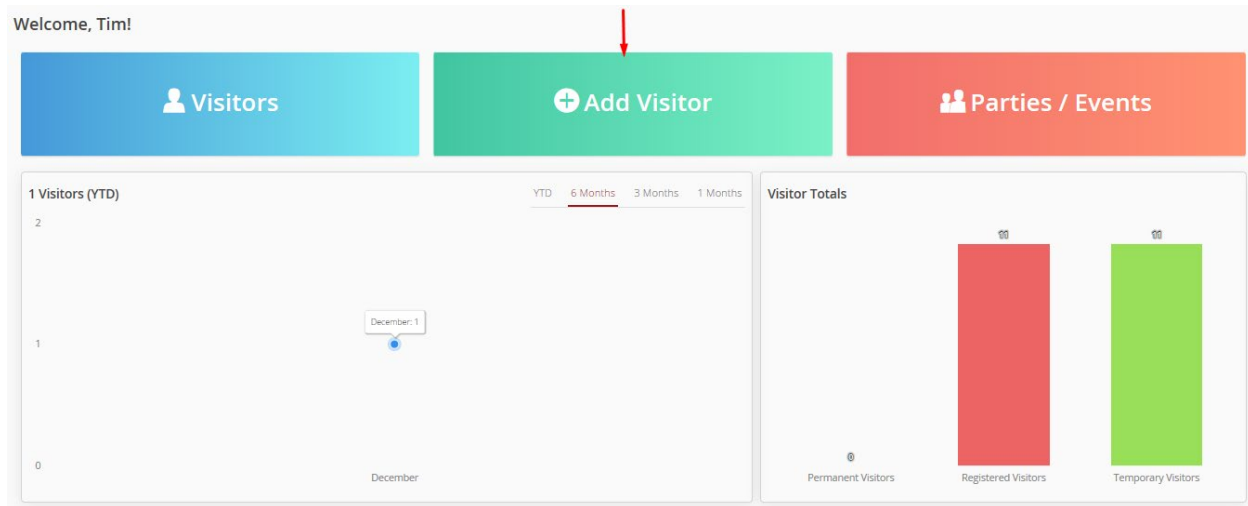 Welcome, Tim!
Visitors
Add Visitor
Parties / Events
1 Visitors (YTD)
YTD 6 Months 3 Months 1 Months
2
December: 1
1
0
December
Visitor Totals
0
Permanent Visitors Registered Visitors Temporary Visitors